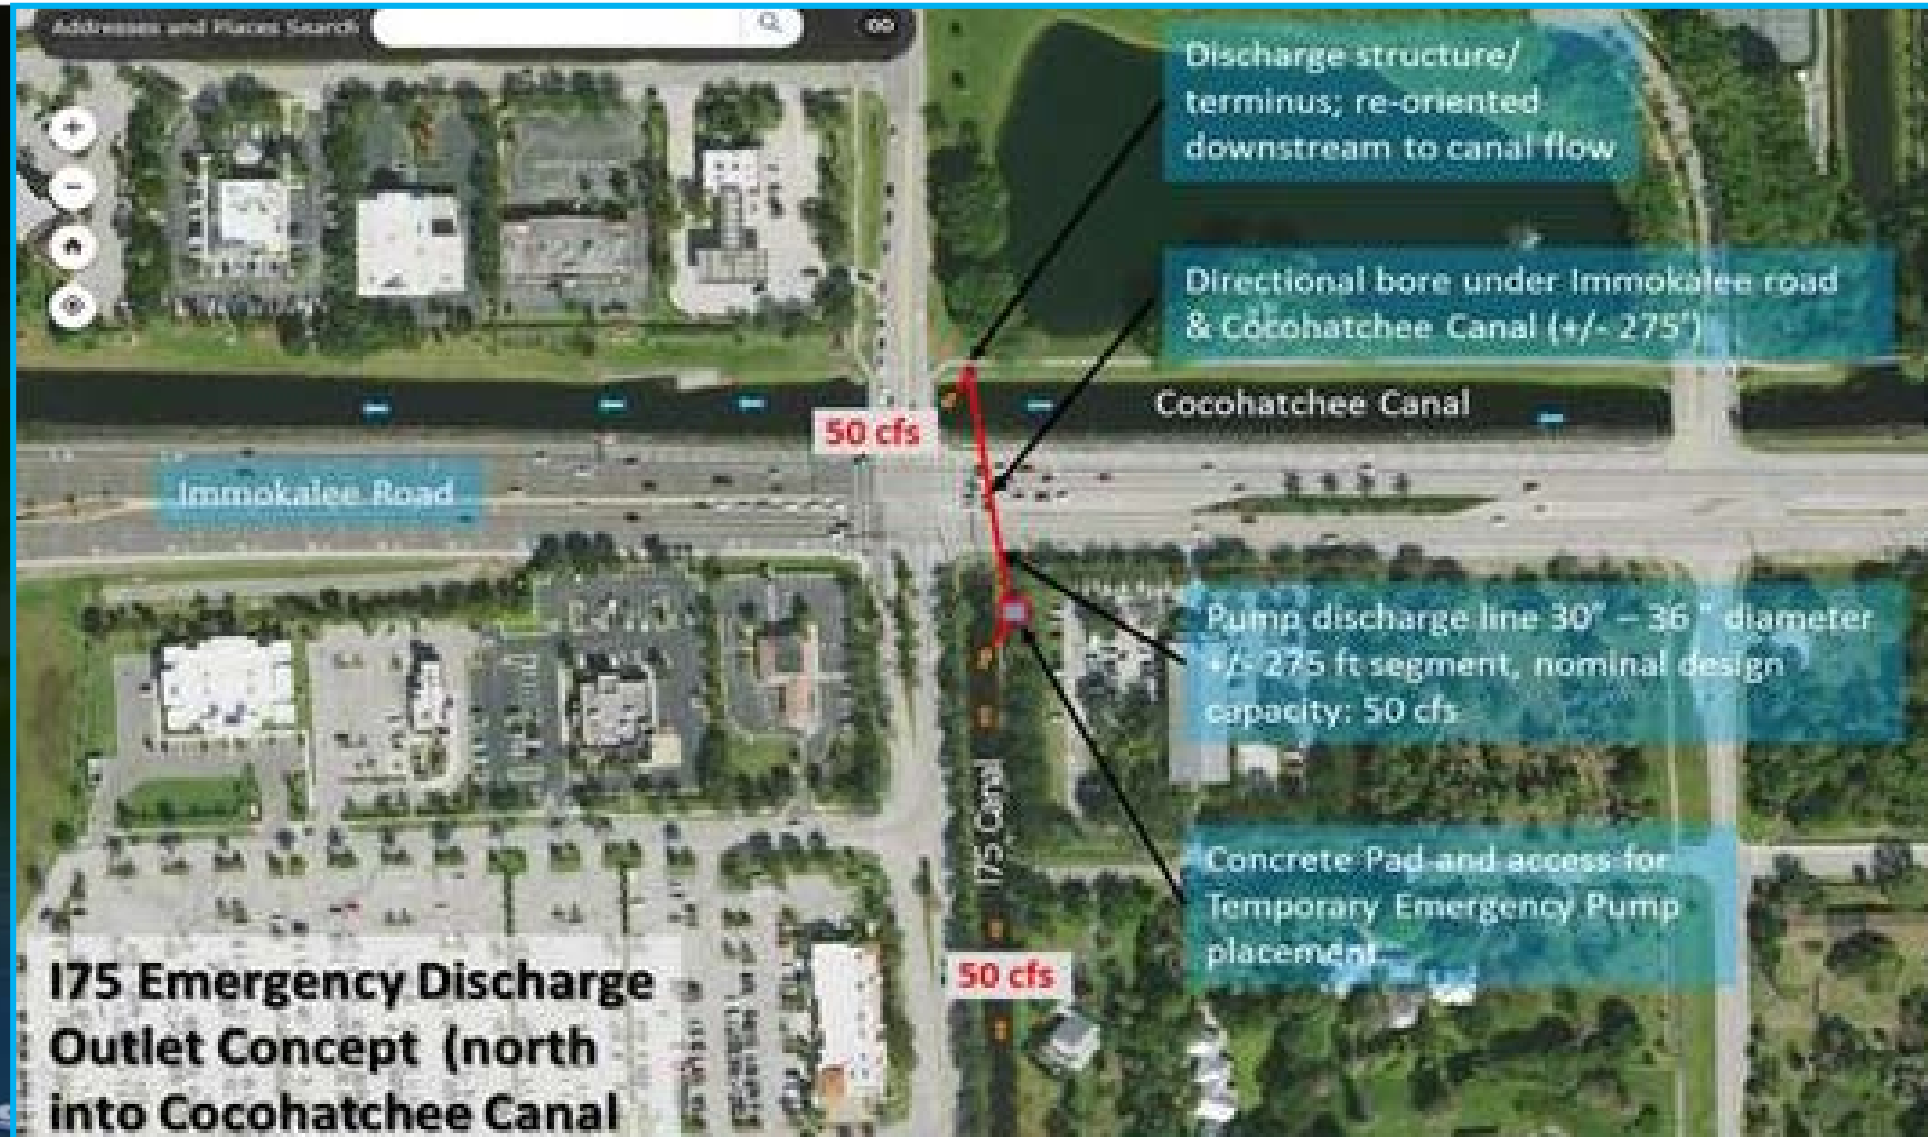 Addresses and Places Search
GO
Discharge structure/
terminus; re-oriented
downstream to canal flow
Directional bore under Immokalee road
& Cocohatchee Canal (+/- 275')
Cocohatchee Canal
50 cfs
Immokalee Road
Pump discharge line 30" – 36 " diameter
+/- 275 ft segment, nominal design
capacity: 50 cfs
I75 Canal
Concrete Pad and access for
Temporary Emergency Pump
placement
50 cfs
I75 Emergency Discharge
Outlet Concept (north
into Cocohatchee Canal